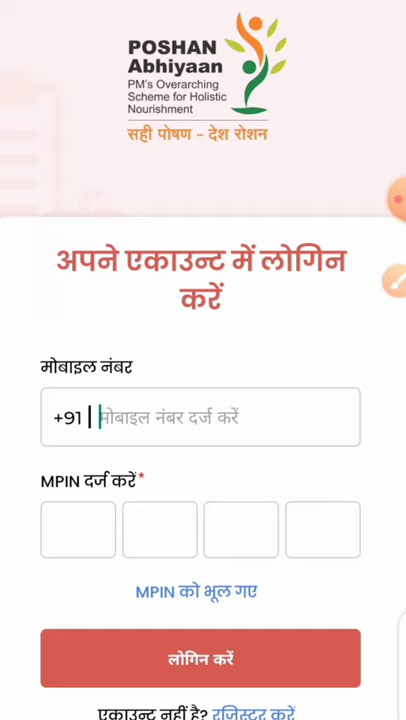 POSHAN
Abhiyaan
PM's Overarching
Scheme for Holistic
Nourishment
सही पोषण - देश रोशन
अपने एकाउन्ट में लोगिन
करें
मोबाइल नंबर
+91 मोबाइल नंबर दर्ज करें
MPIN दर्ज करें*
MPIN को भूल गए
लोगिन करें
एकाउन्ट नहीं है? रजिस्टर करें